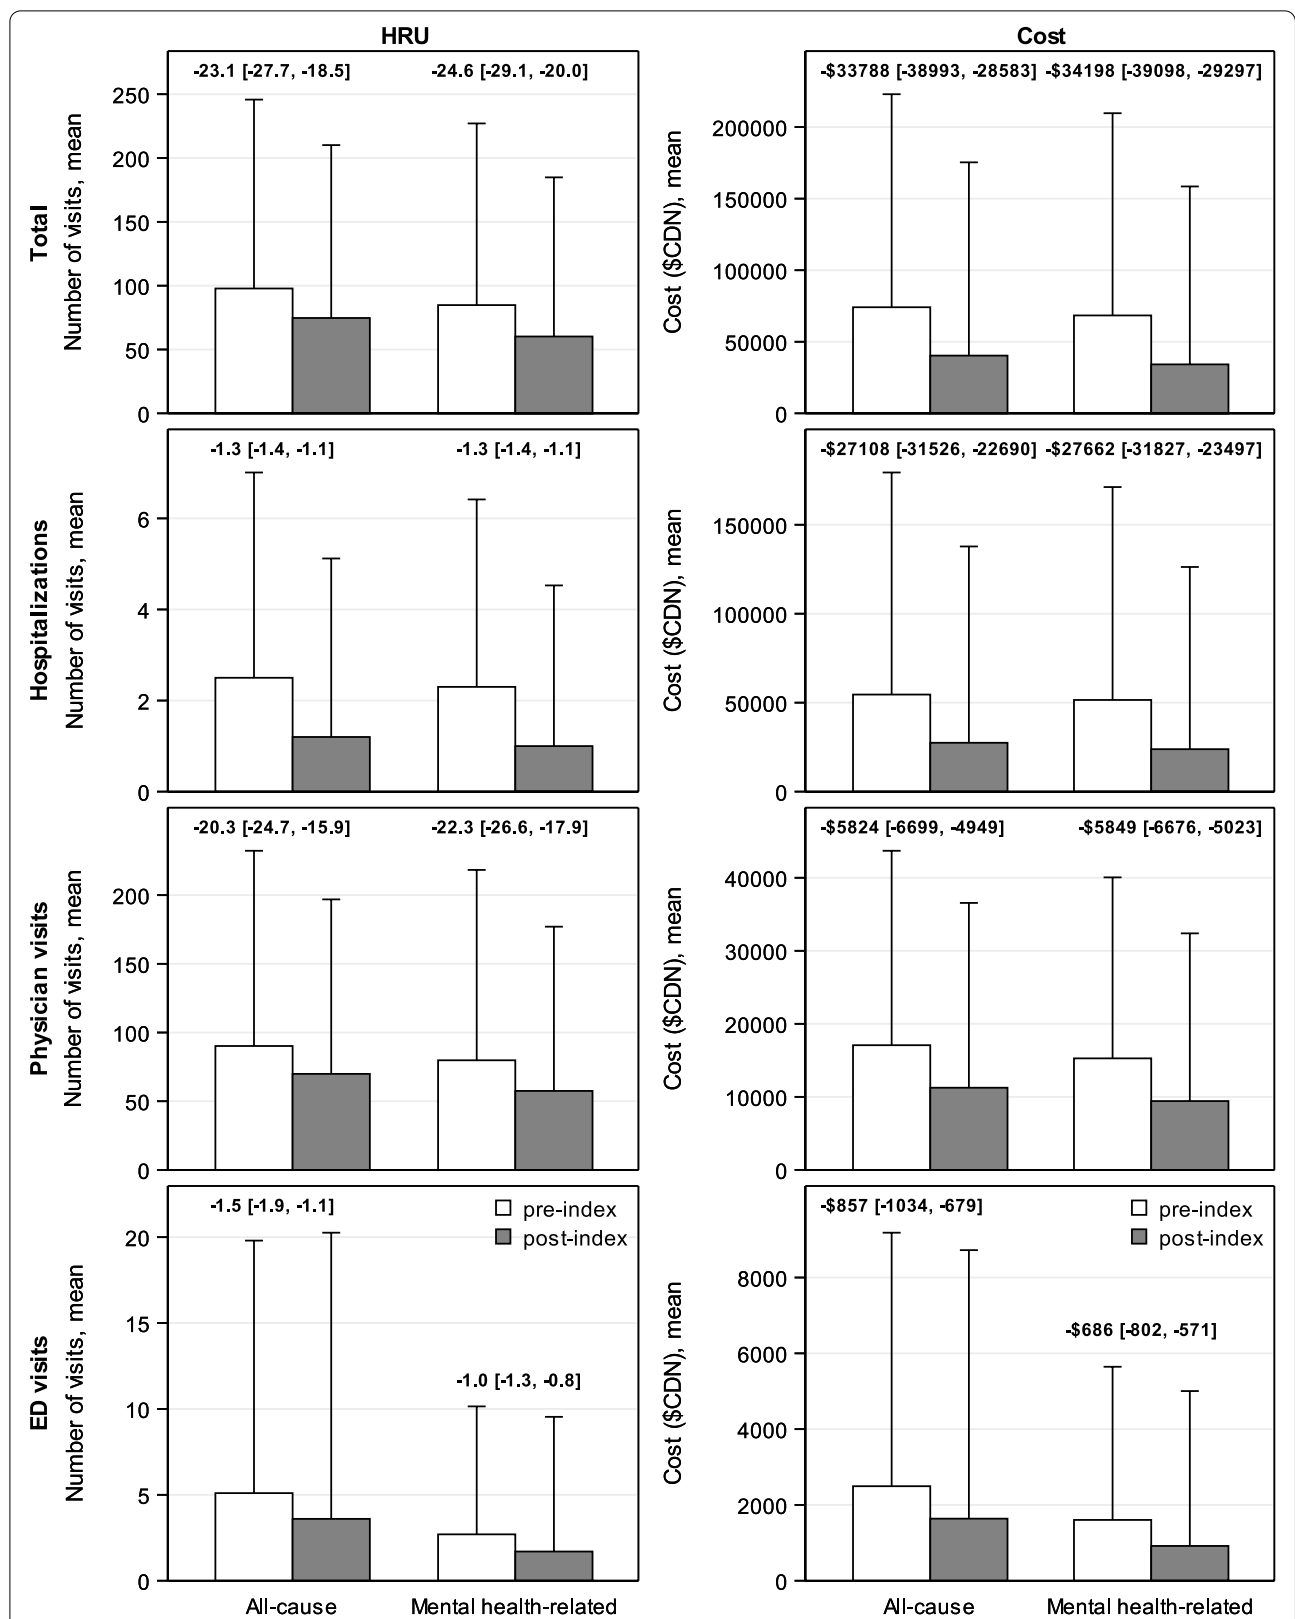 HRU
Cost
Total
Number of visits, mean
-23.1 [-27.7, -18.5]
-24.6 [-29.1, -20.0]
250
200
150
100
50
0
Cost ($CDN), mean
-$33788 [-38993, -28583]
-$34198 [-39098, -29297]
200000
150000
100000
50000
0
Hospitalizations
Number of visits, mean
-1.3 [-1.4, -1.1]
-1.3 [-1.4, -1.1]
6
4
2
0
Cost ($CDN), mean
-$27108 [-31526, -22690]
-$27662 [-31827, -23497]
150000
100000
50000
0
Physician visits
Number of visits, mean
-20.3 [-24.7, -15.9]
-22.3 [-26.6, -17.9]
200
150
100
50
0
Cost ($CDN), mean
-$5824 [-6699, -4949]
-$5849 [-6676, -5023]
40000
30000
20000
10000
0
ED visits
Number of visits, mean
-1.5 [-1.9, -1.1]
pre-index
post-index
-1.0 [-1.3, -0.8]
20
15
10
5
0
All-cause
Mental health-related
Cost ($CDN), mean
-$857 [-1034, -679]
pre-index
post-index
-$686 [-802, -571]
8000
6000
4000
2000
0
All-cause
Mental health-related